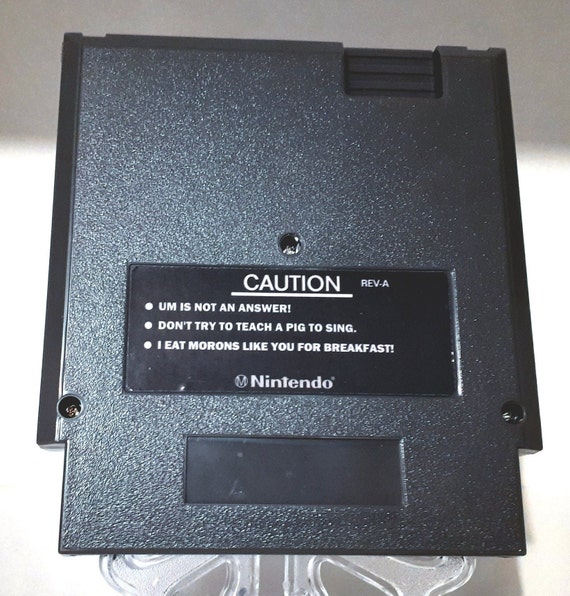 CAUTION REV-A
● UM IS NOT AN ANSWER!
● DON'T TRY TO TEACH A PIG TO SING.
● I EAT MORONS LIKE YOU FOR BREAKFAST!
Ⓜ Nintendo®